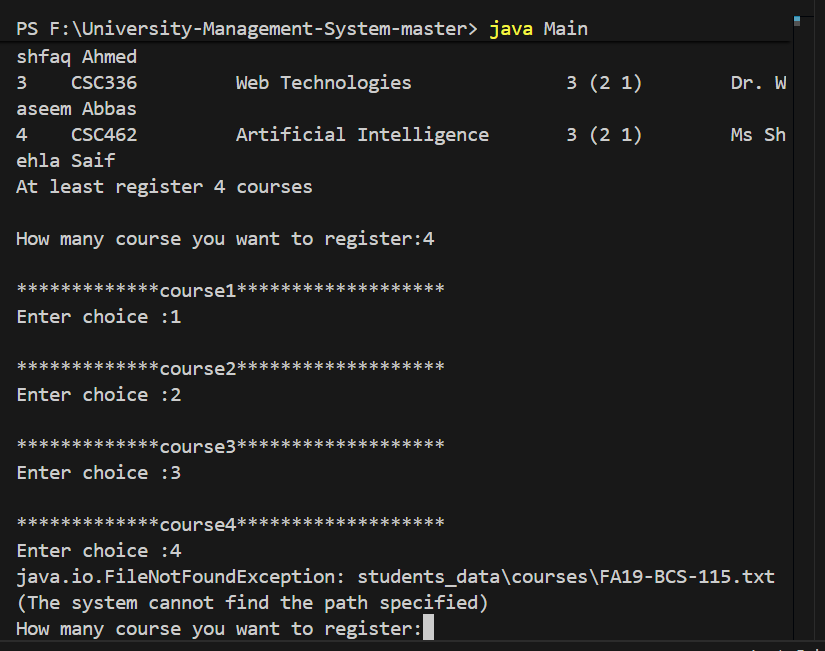 PS F:\University-Management-System-master> java Main
shfaq Ahmed
3    CSC336         Web Technologies              3 (2 1)        Dr. W
aseem Abbas
4    CSC462         Artificial Intelligence       3 (2 1)        Ms Sh
ehla Saif
At least register 4 courses

How many course you want to register:4

*************course1*******************
Enter choice :1

*************course2*******************
Enter choice :2

*************course3*******************
Enter choice :3

*************course4*******************
Enter choice :4
java.io.FileNotFoundException: students_data\courses\FA19-BCS-115.txt
(The system cannot find the path specified)
How many course you want to register: